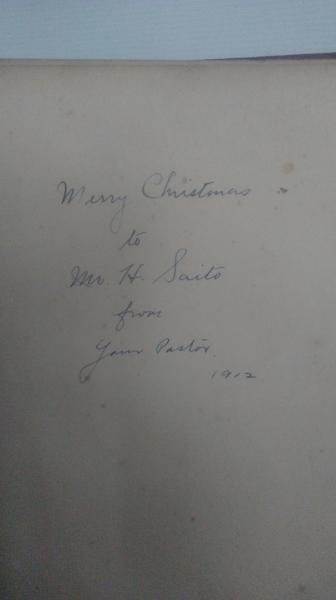 Merry Christmas
to
Mr. H. Saito
from
Your Pastor.
1912